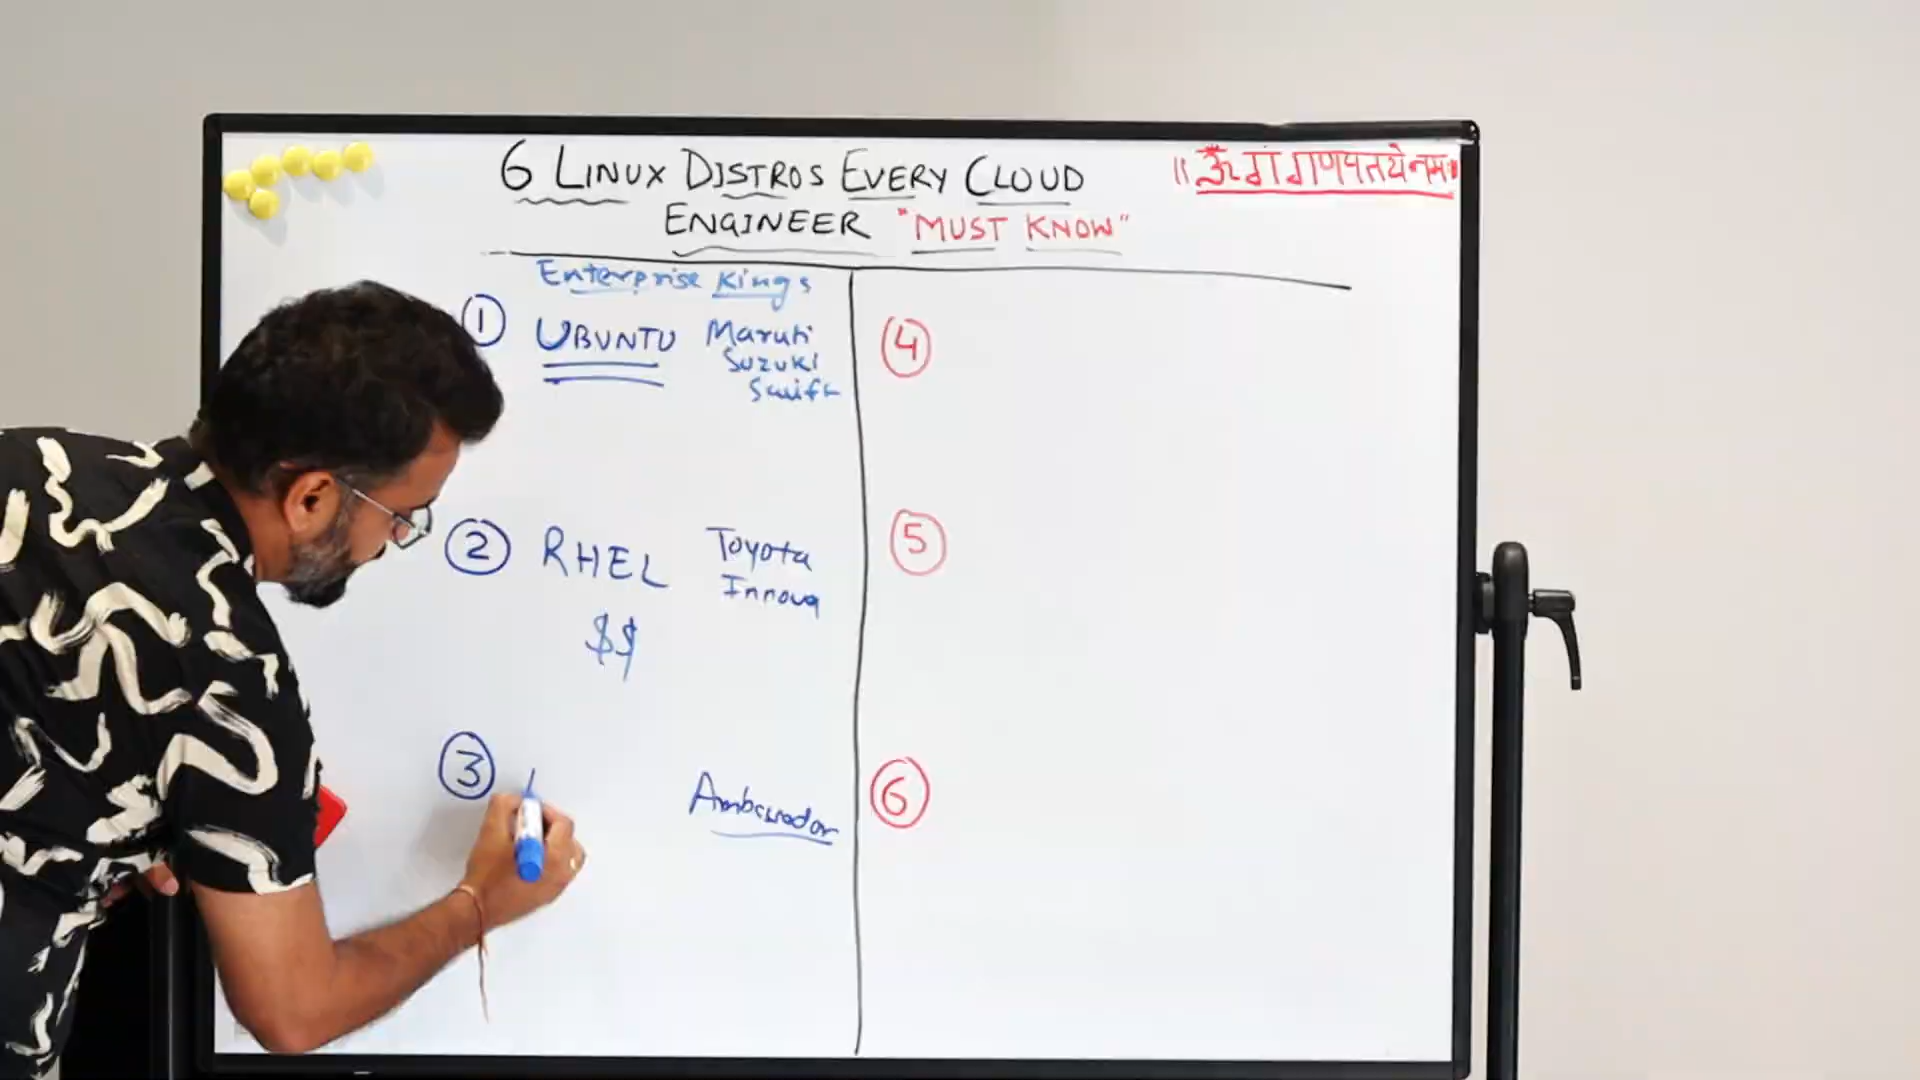 6 LINUX DISTROS EVERY CLOUD
ENGINEER "MUST KNOW"
॥ ॐ गं गणपतये नमः॥
Enterprise Kings
1 UBUNTU Maruti
Suzuki
Swift
2 RHEL Toyota
Innova
$$
3 Ambassador
4
5
6